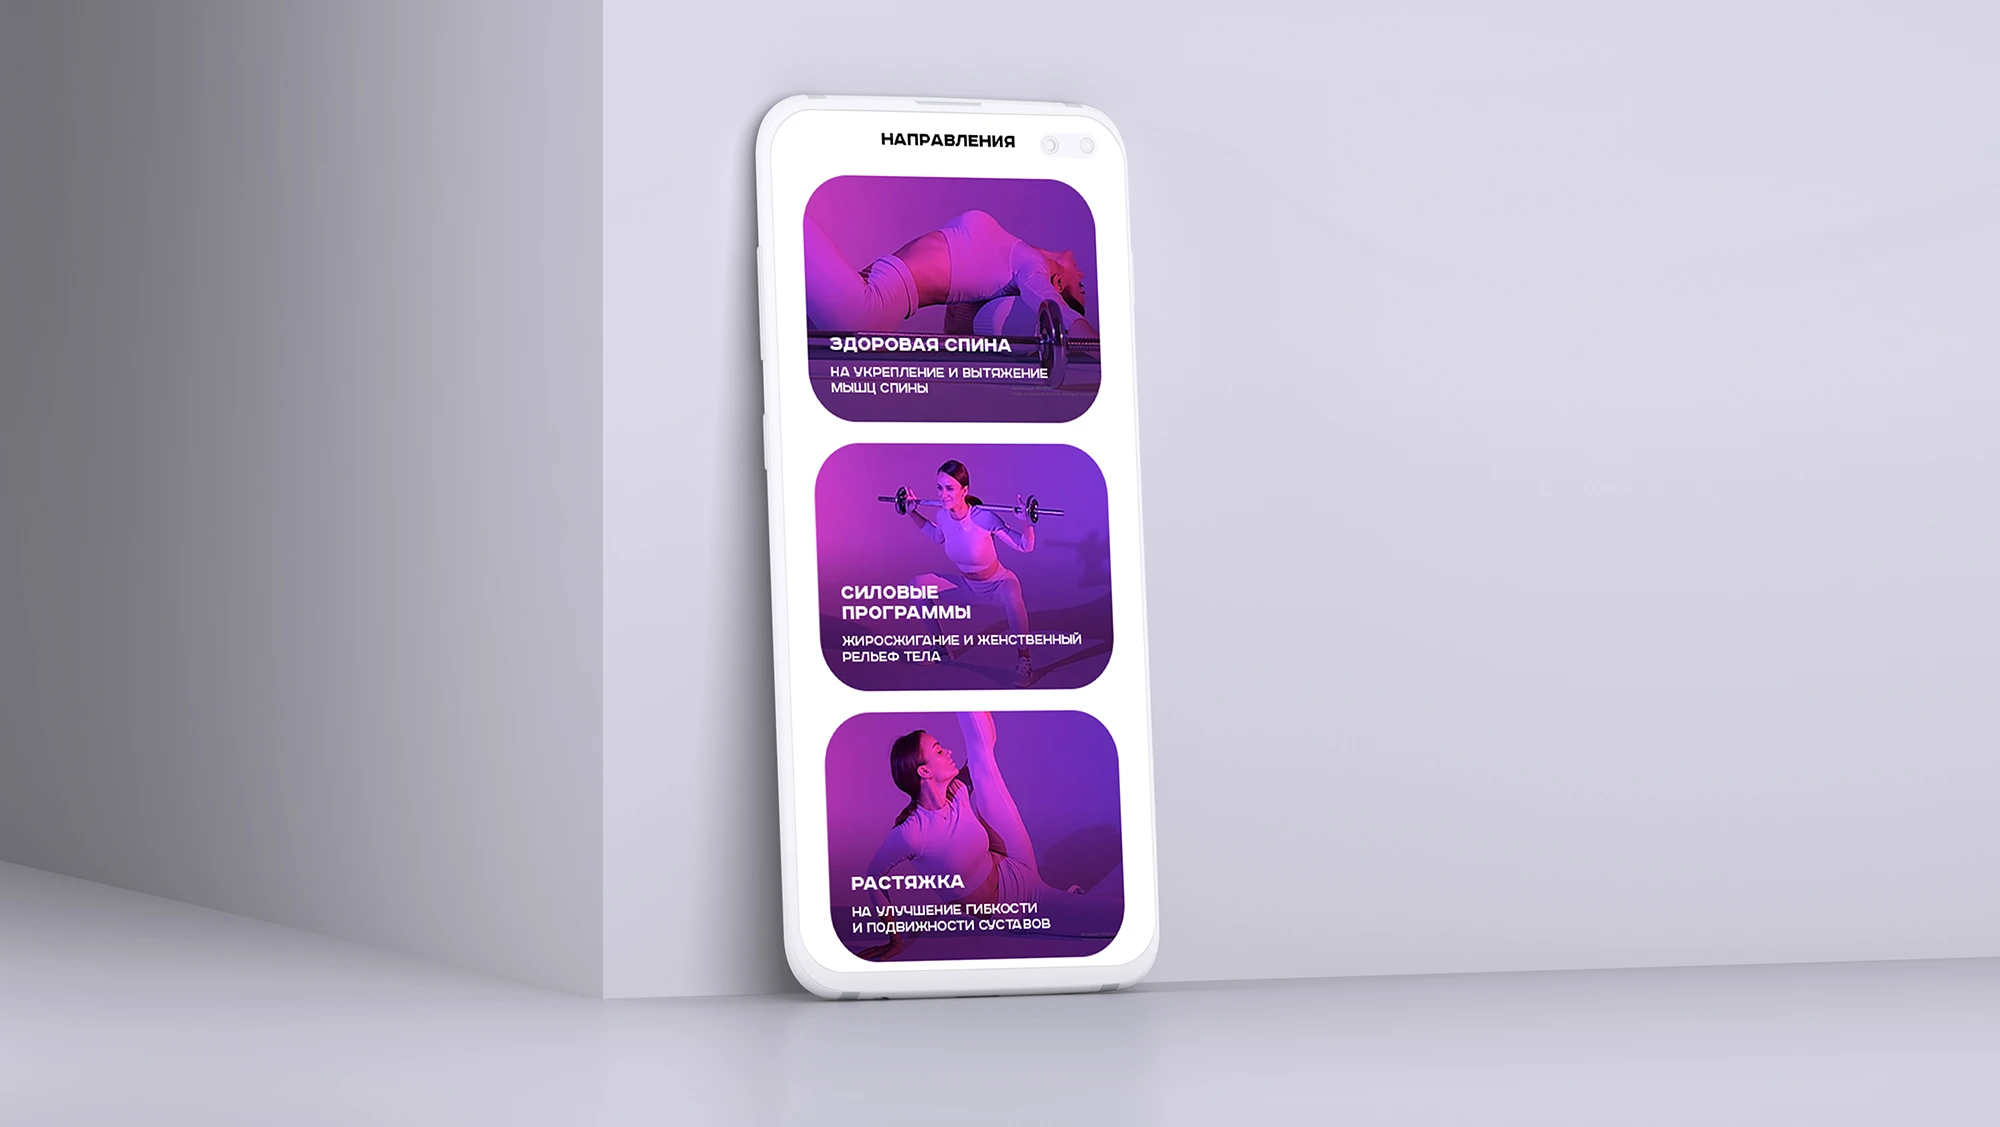 НАПРАВЛЕНИЯ
ЗДОРОВАЯ СПИНА
НА УКРЕПЛЕНИЕ И ВЫТЯЖЕНИЕ
МЫШЦ СПИНЫ
СИЛОВЫЕ
ПРОГРАММЫ
ЖИРОСЖИГАНИЕ И ЖЕНСТВЕННЫЙ
РЕЛЬЕФ ТЕЛА
РАСТЯЖКА
НА УЛУЧШЕНИЕ ГИБКОСТИ
И ПОДВИЖНОСТИ СУСТАВОВ